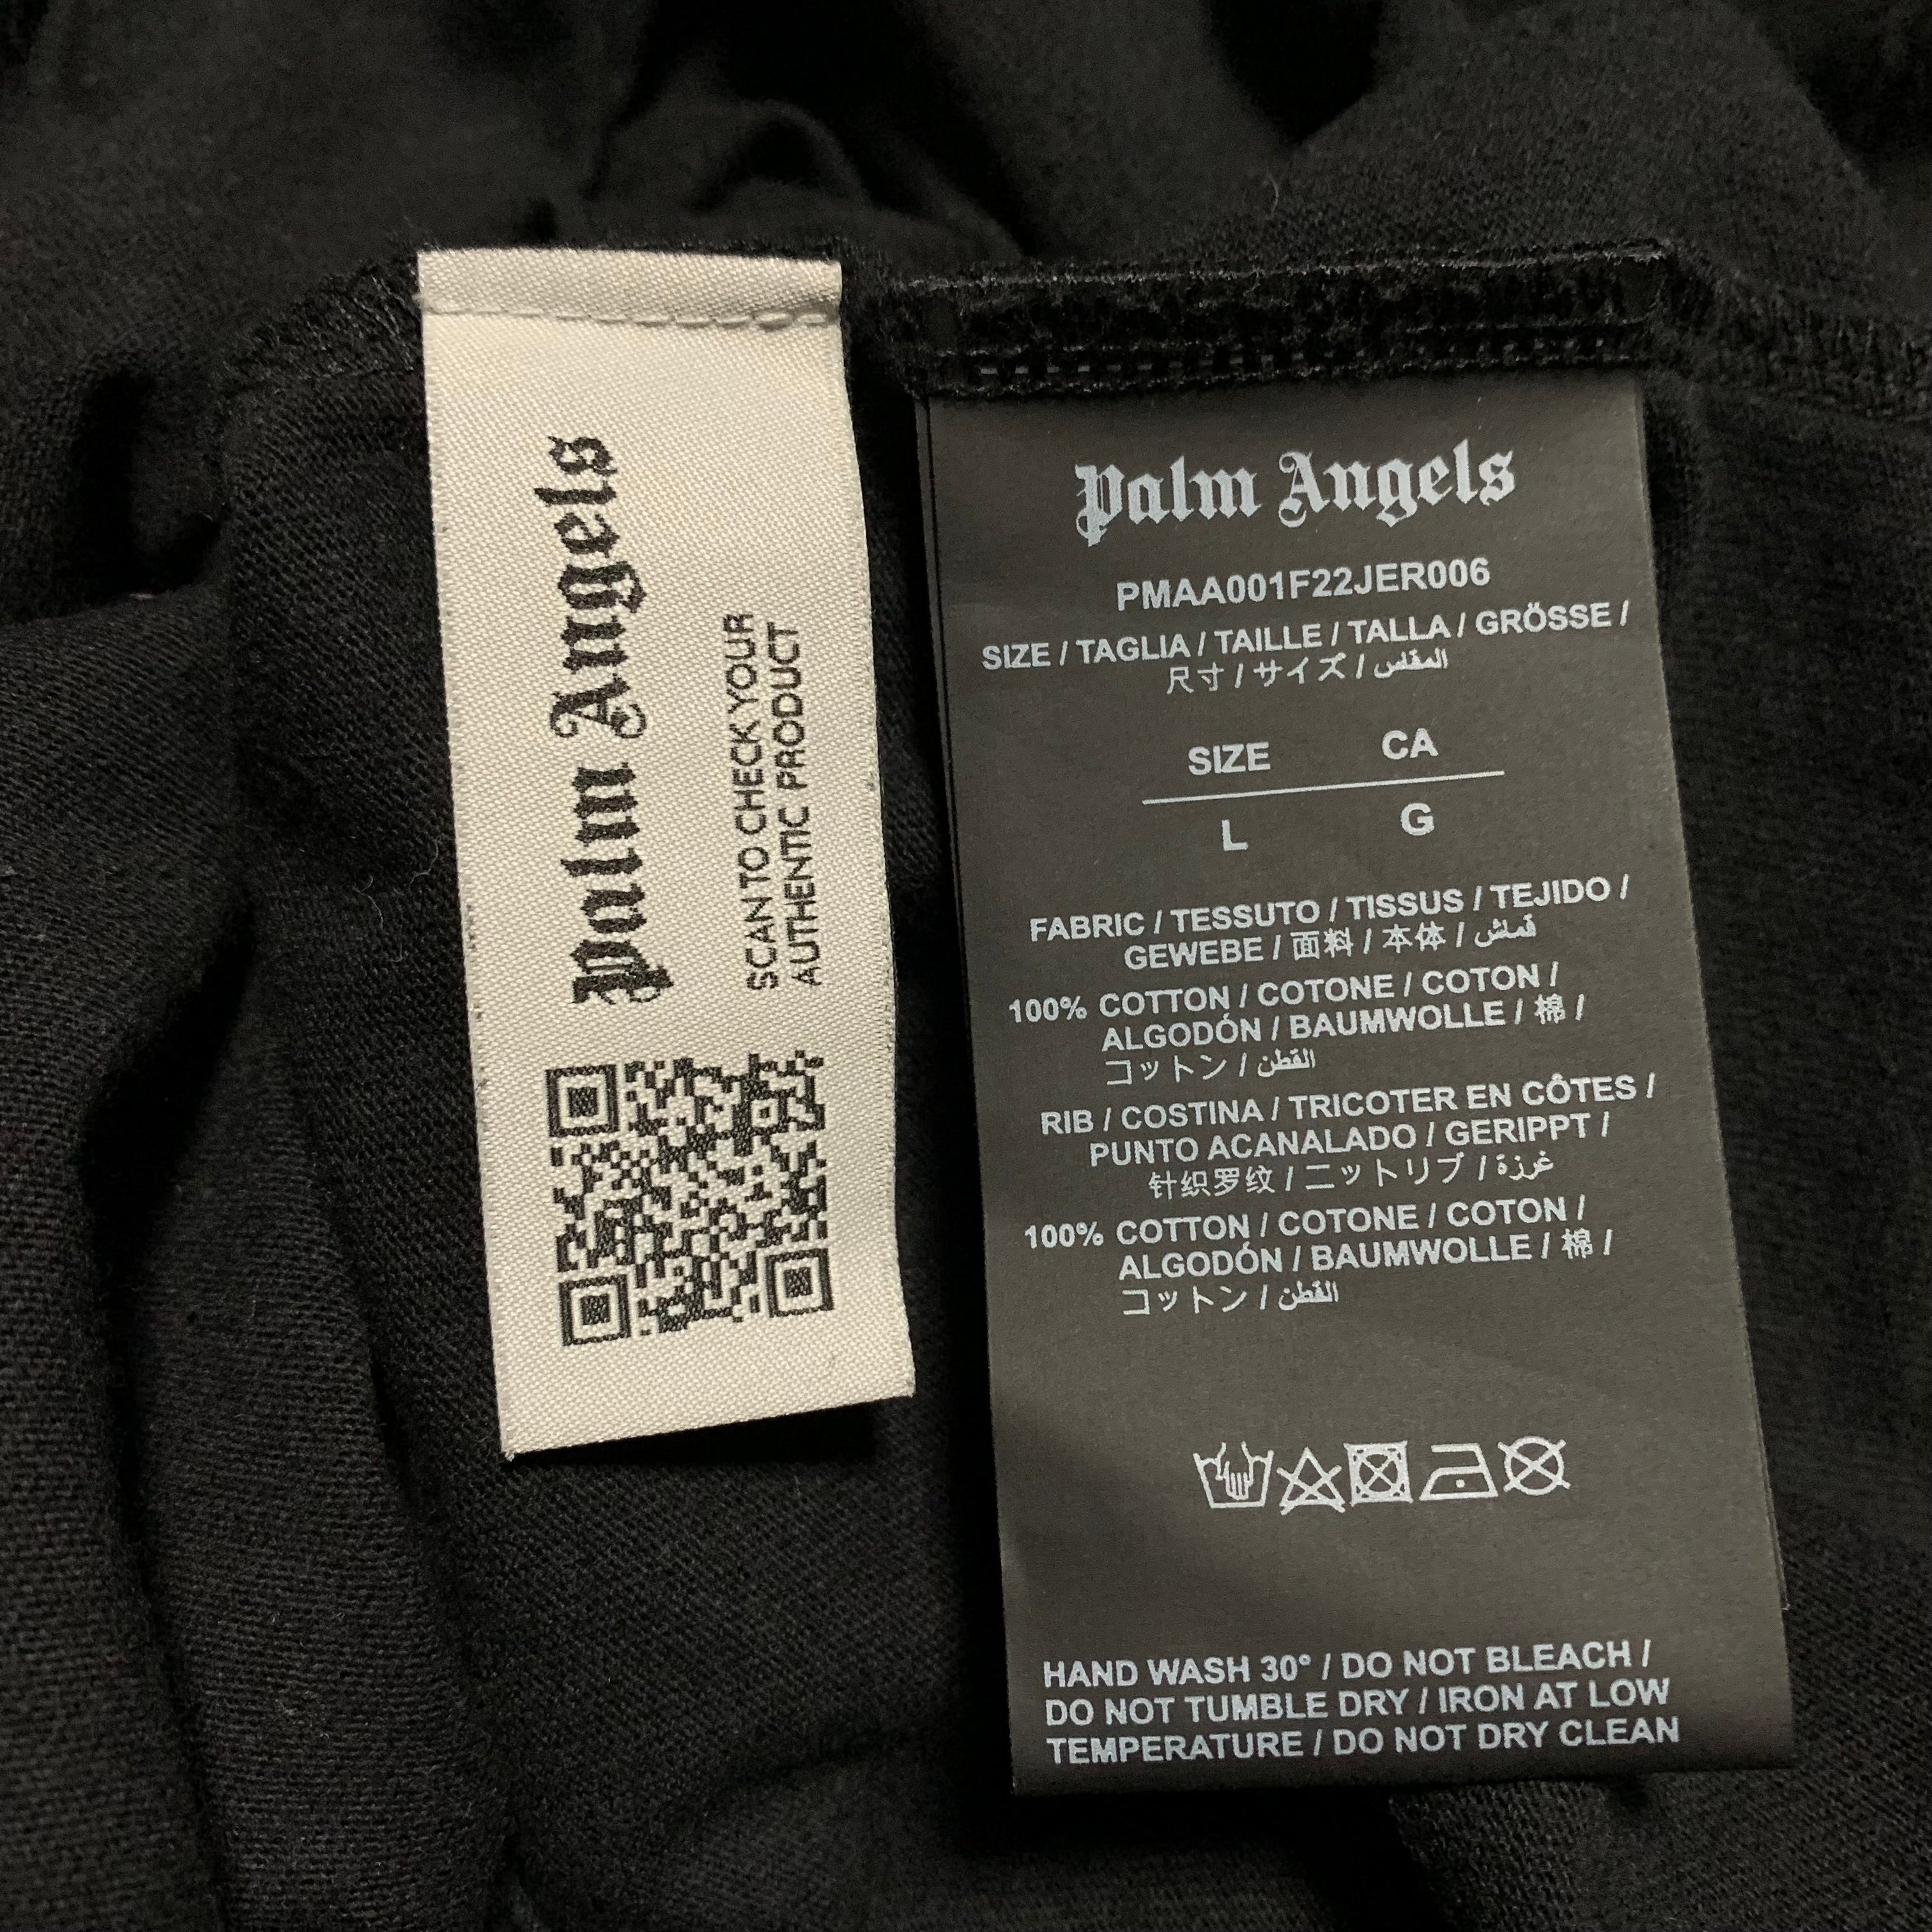 Palm Angels
SCAN TO CHECK YOUR
AUTHENTIC PRODUCT
Palm Angels
PMAA001F22JER006
SIZE / TAGLIA / TAILLE / TALLA / GRÖSSE /
尺寸 / サイズ / المقاس
SIZE CA
L G
FABRIC / TESSUTO / TISSUS / TEJIDO /
GEWEBE / 面料 / 本体 / قماش
100% COTTON / COTONE / COTON /
ALGODÓN / BAUMWOLLE / 棉 /
コットン / القطن
RIB / COSTINA / TRICOTER EN CÔTES /
PUNTO ACANALADO / GERIPPT /
针织罗纹 / ニットリブ / غرزة
100% COTTON / COTONE / COTON /
ALGODÓN / BAUMWOLLE / 棉 /
コットン / القطن
HAND WASH 30° / DO NOT BLEACH /
DO NOT TUMBLE DRY / IRON AT LOW
TEMPERATURE / DO NOT DRY CLEAN